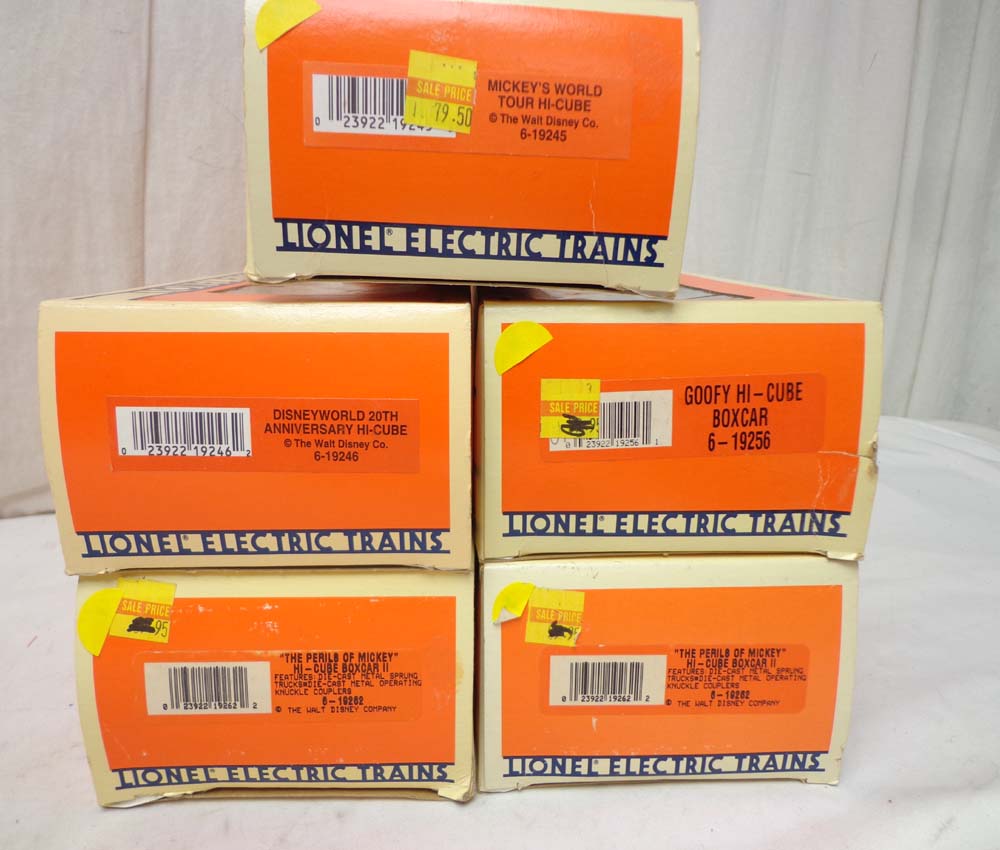 SALE PRICE
79.50
MICKEY'S WORLD
TOUR HI-CUBE
© The Walt Disney Co.
6-19245
0 23922
LIONEL® ELECTRIC TRAINS
DISNEYWORLD 20TH
ANNIVERSARY HI-CUBE
© The Walt Disney Co.
6-19246
0 23922 19246 2
LIONEL® ELECTRIC TRAINS
SALE PRICE
GOOFY HI-CUBE
BOXCAR
6-19256
0 23922 19256 1
LIONEL® ELECTRIC TRAINS
SALE PRICE
95
"THE PERILS OF MICKEY"
HI-CUBE BOXCAR II
FEATURES: DIE-CAST METAL SPRUNG
TRUCKS•DIE-CAST METAL OPERATING
KNUCKLE COUPLERS
6-19262
© THE WALT DISNEY COMPANY
0 23922 19262 2
LIONEL® ELECTRIC TRAINS
SALE PRICE
95
"THE PERILS OF MICKEY"
HI-CUBE BOXCAR II
FEATURES: DIE-CAST METAL SPRUNG
TRUCKS•DIE-CAST METAL OPERATING
KNUCKLE COUPLERS
6-19262
© THE WALT DISNEY COMPANY
0 23922 19262 2
LIONEL® ELECTRIC TRAINS